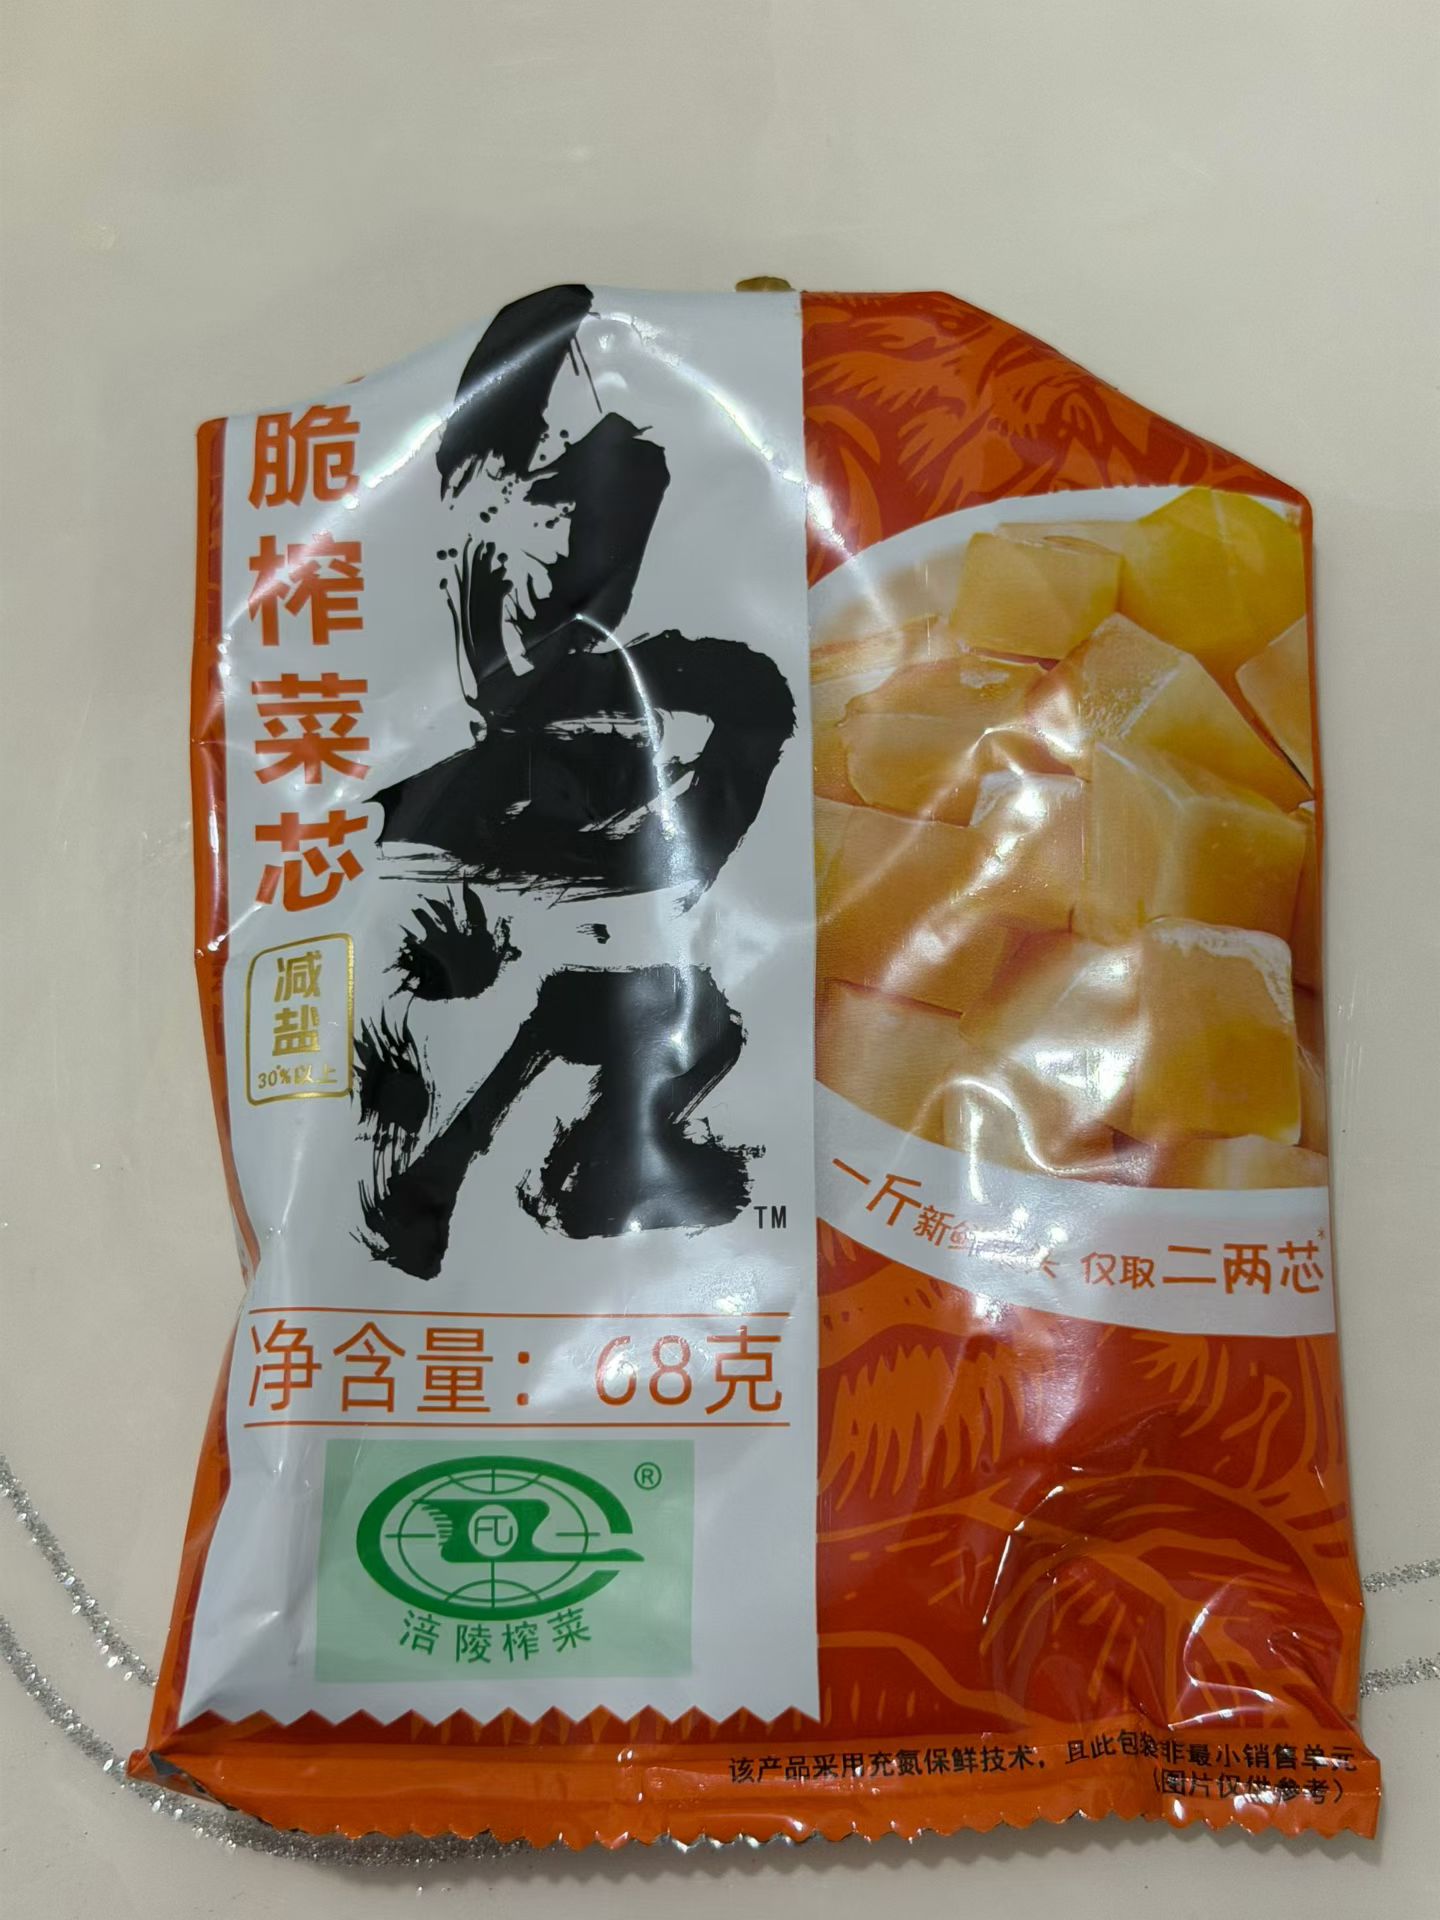 脆榨菜芯
减盐
30%以上
乌江
TM
一斤新鲜菜头 仅取二两芯*
净含量：68克
®
FL
涪陵榨菜
该产品采用充氮保鲜技术，且此包装非最小销售单元
(图片仅供参考)